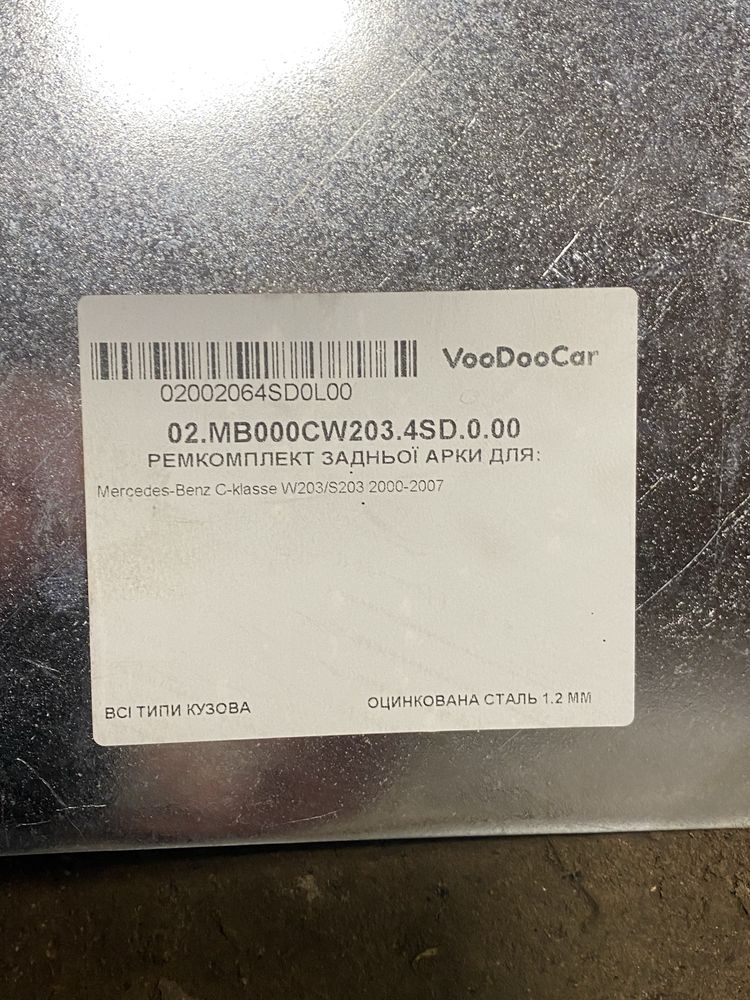 VooDooCar
02002064SD0L00
02.MB000CW203.4SD.0.00
РЕМКОМПЛЕКТ ЗАДНЬОЇ АРКИ ДЛЯ:
Mercedes-Benz C-klasse W203/S203 2000-2007
ВСІ ТИПИ КУЗОВА
ОЦИНКОВАНА СТАЛЬ 1.2 ММ